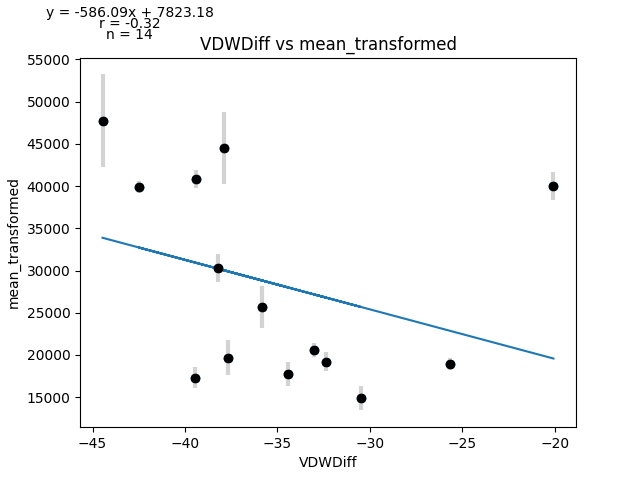 y = -586.09x + 7823.18
r = -0.32
n = 14
VDWDiff vs mean_transformed
55000
50000
45000
40000
35000
30000
25000
20000
15000
mean_transformed
−45
−40
−35
−30
−25
−20
VDWDiff